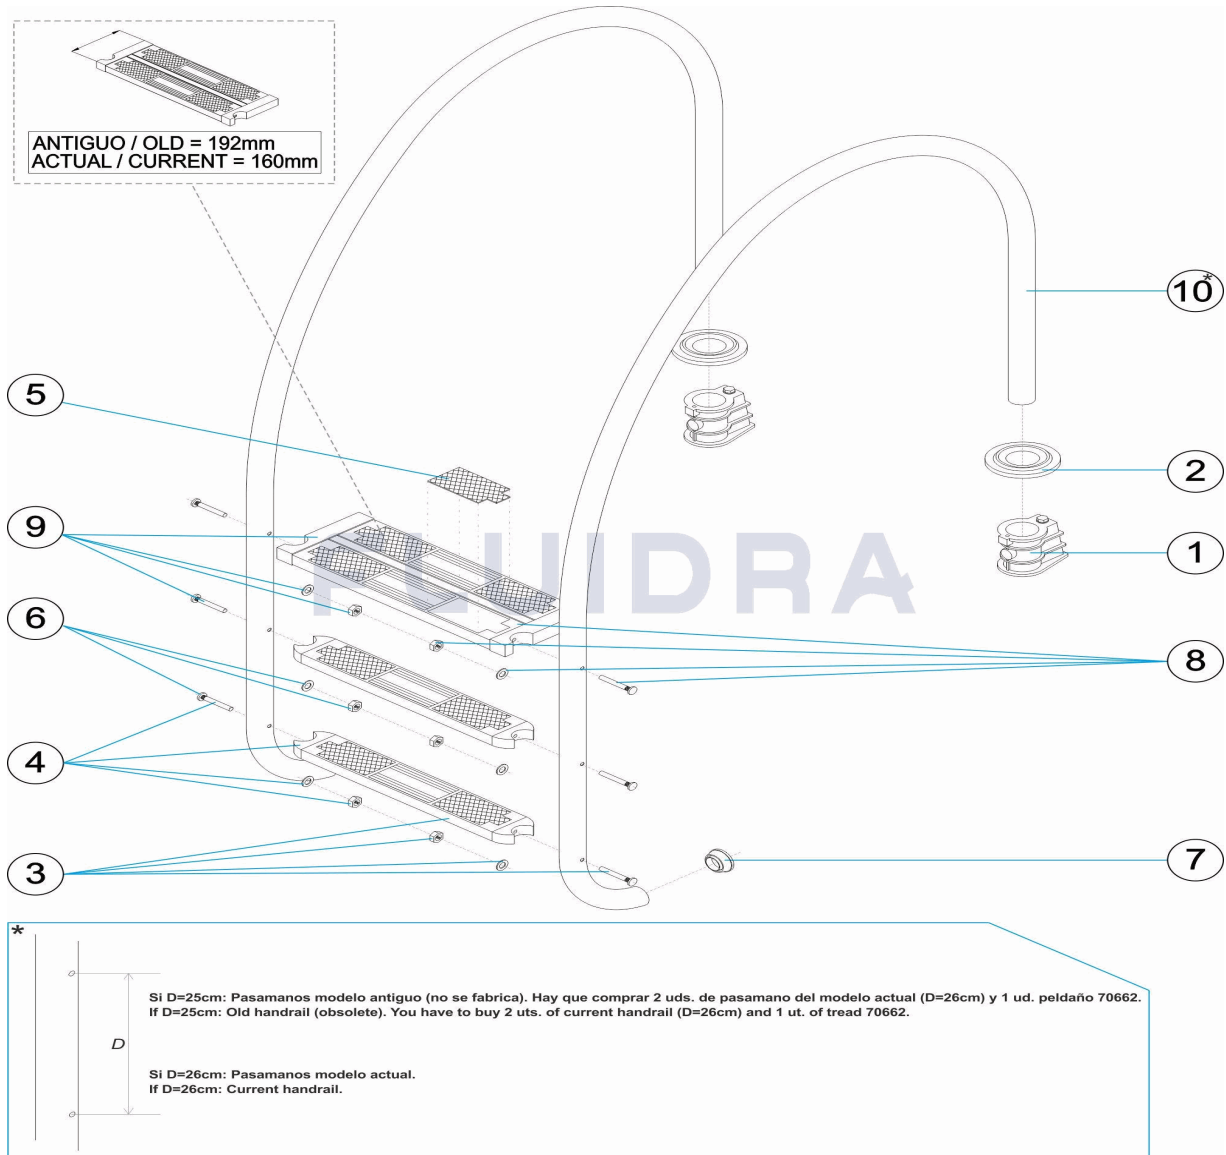 ANTIGUO / OLD = 192mm
ACTUAL / CURRENT = 160mm
10*
5
2
9
1
FLUIDRA
6
8
4
7
3
*
Si D=25cm: Pasamanos modelo antiguo (no se fabrica). Hay que comprar 2 uds. de pasamano del modelo actual (D=26cm) y 1 ud. peldaño 70662.
If D=25cm: Old handrail (obsolete). You have to buy 2 uts. of current handrail (D=26cm) and 1 ut. of tread 70662.
D
Si D=26cm: Pasamanos modelo actual.
If D=26cm: Current handrail.